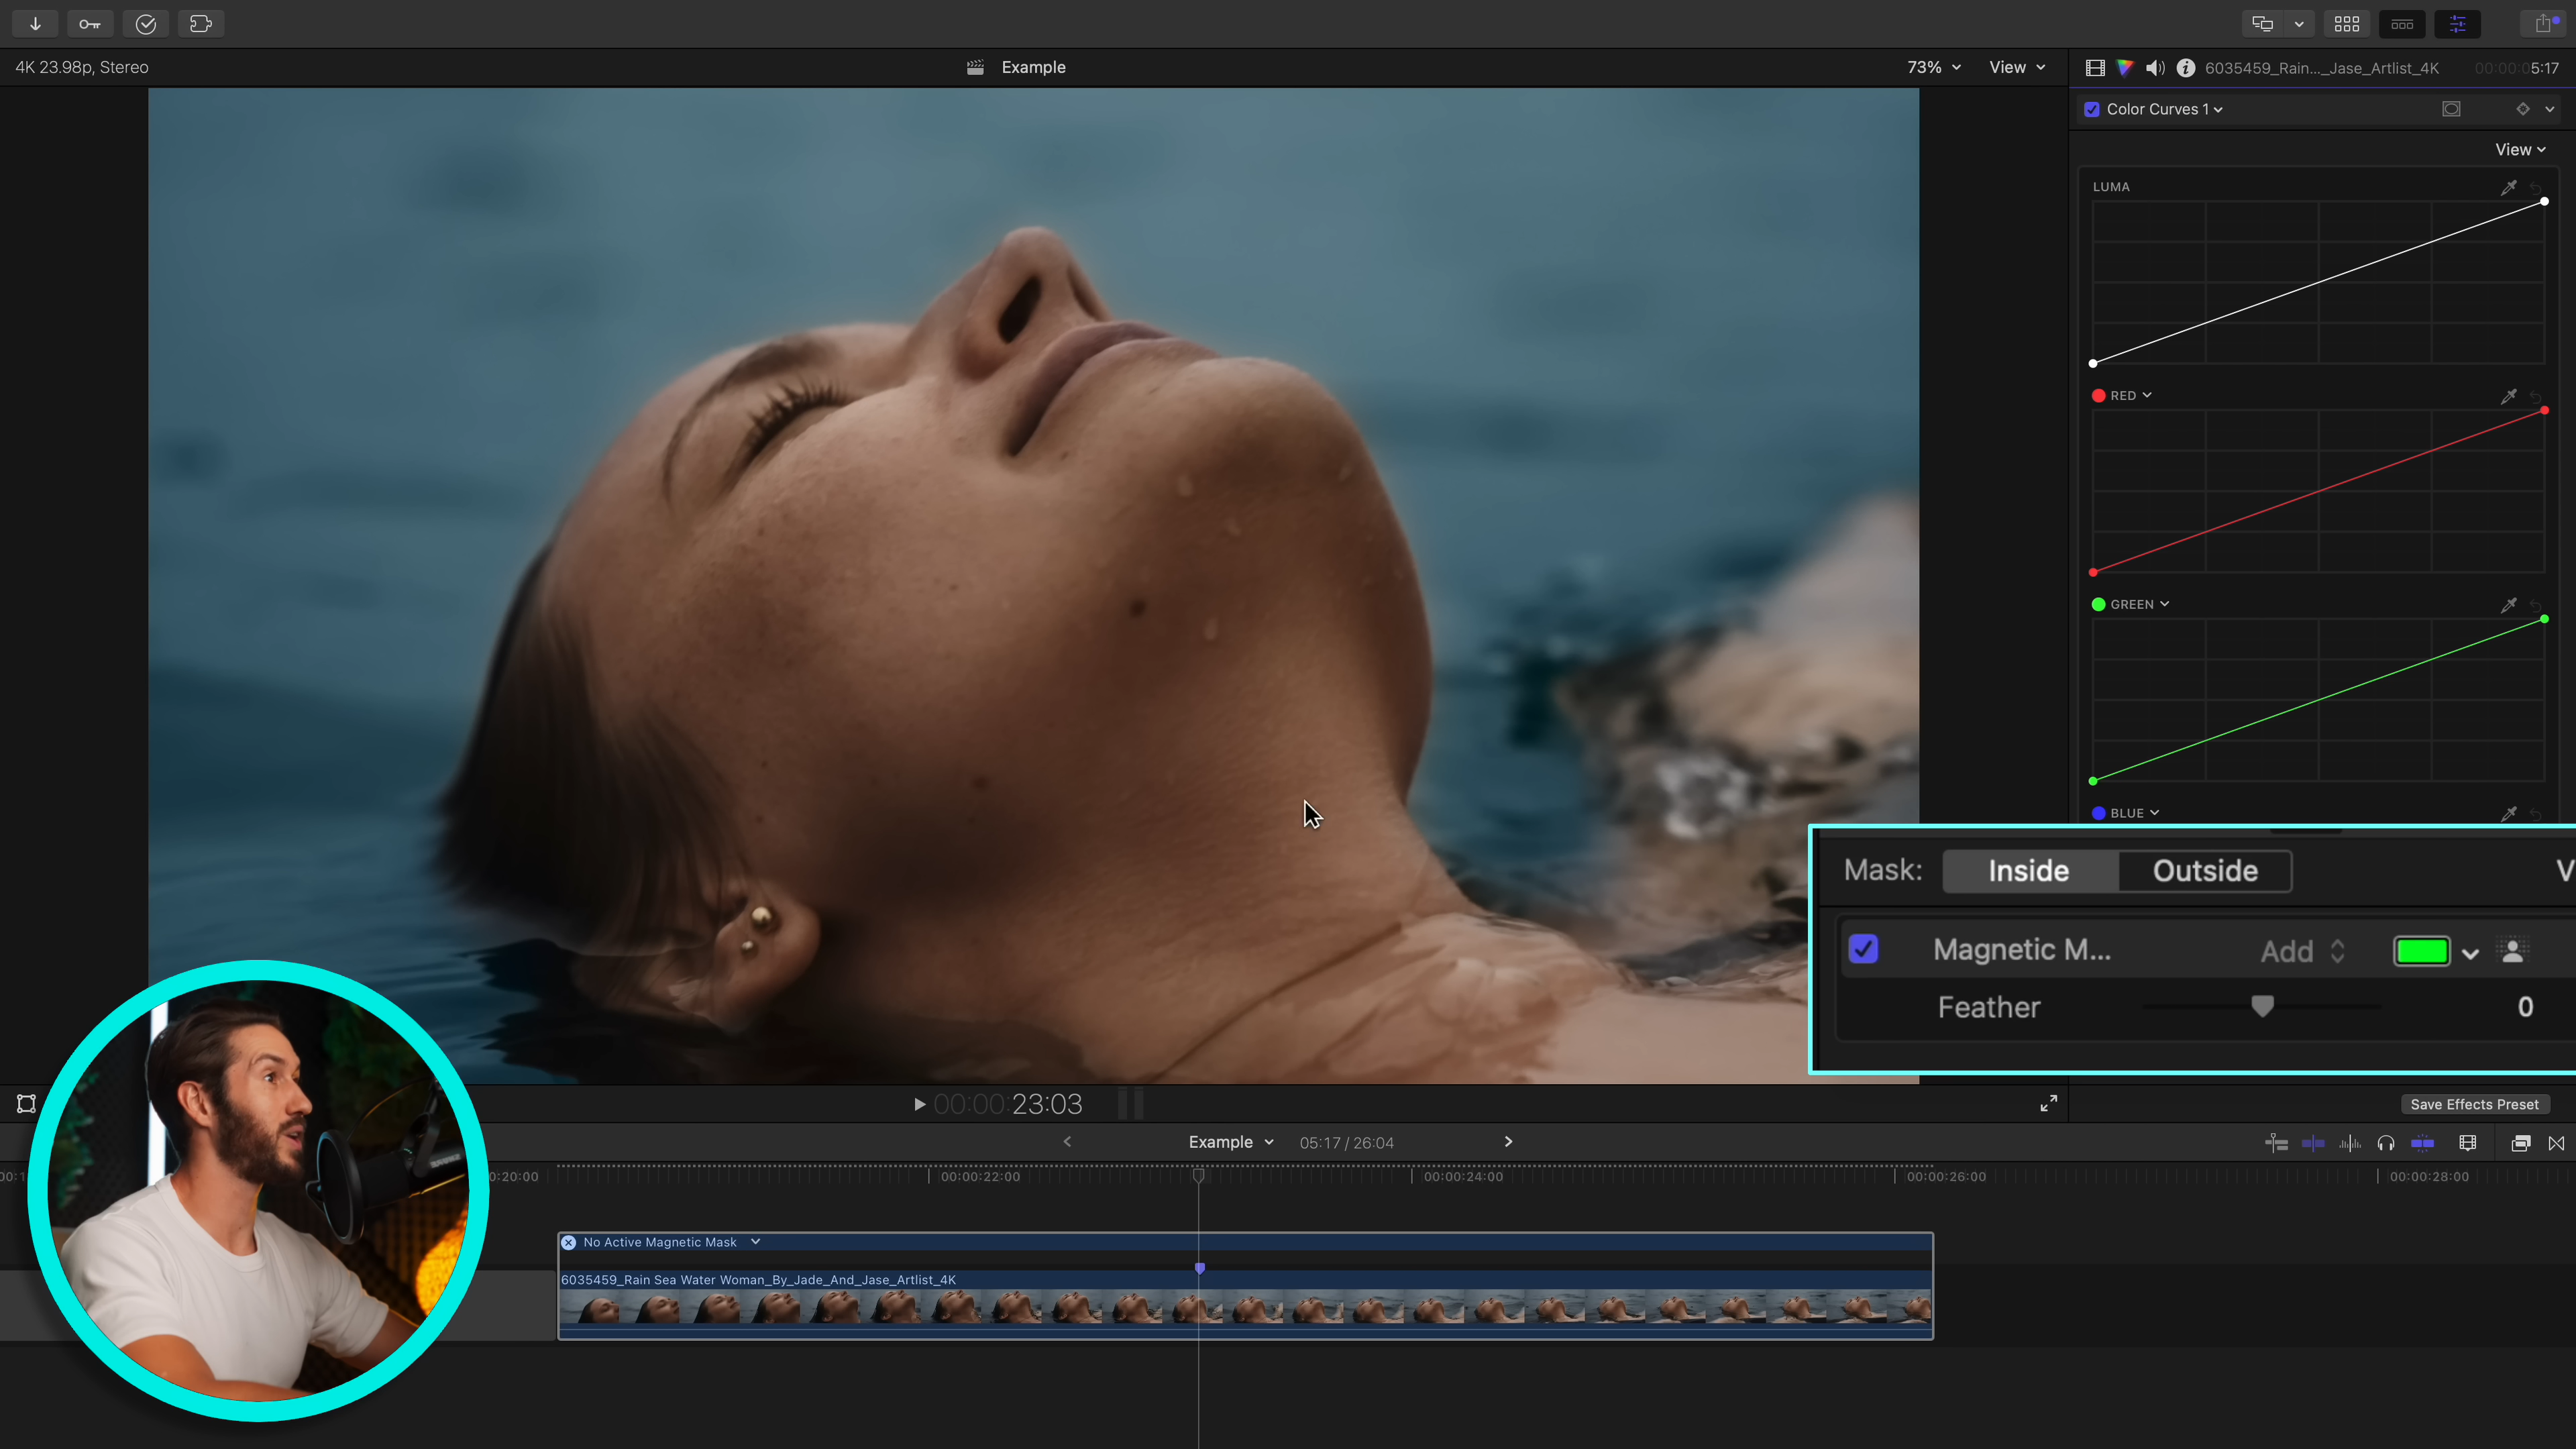 4K 23.98p, Stereo
Example
73%
View
6035459_Rain..._Jase_Artlist_4K
00:00:05:17
Color Curves 1
View
LUMA
RED
GREEN
BLUE
Mask:
Inside
Outside
V
Magnetic M...
Add
Feather
0
00:00:23:03
Save Effects Preset
Example
05:17 / 26:04
0:20:00
00:00:22:00
00:00:24:00
00:00:26:00
00:00:28:00
No Active Magnetic Mask
6035459_Rain Sea Water Woman_By_Jade_And_Jase_Artlist_4K